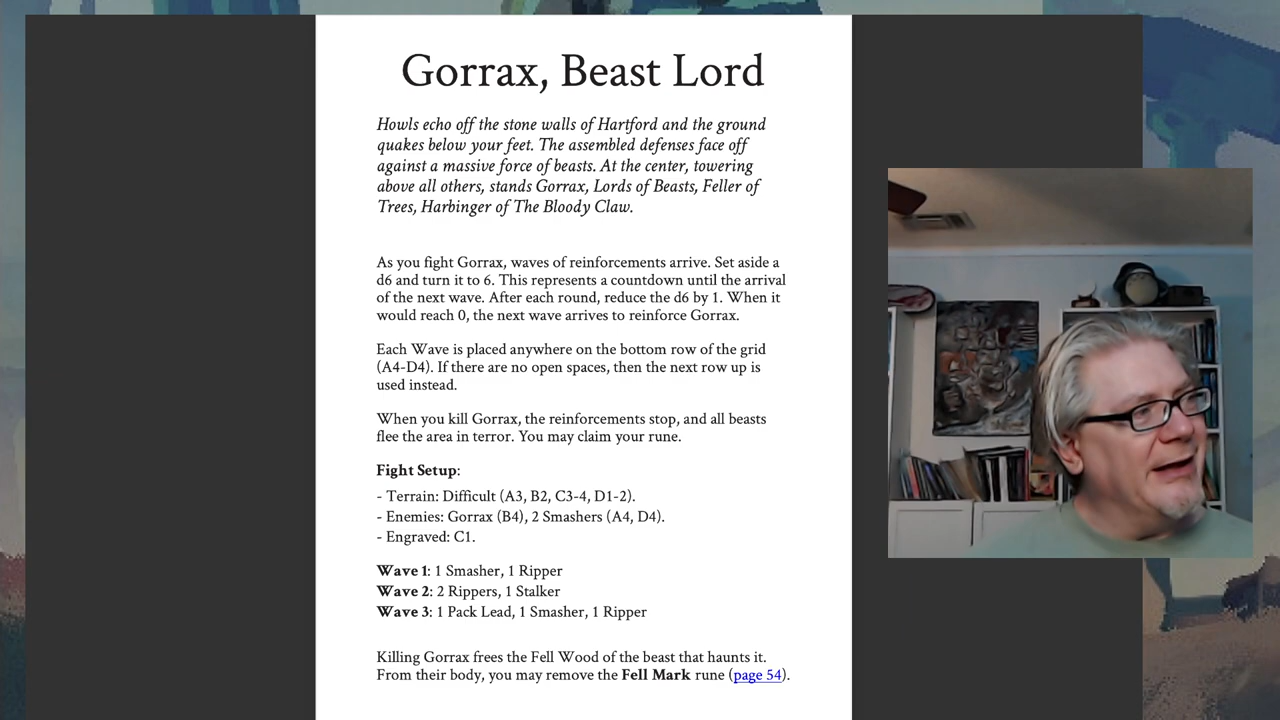 Gorrax, Beast Lord
Howls echo off the stone walls of Hartford and the ground
quakes below your feet. The assembled defenses face off
against a massive force of beasts. At the center, towering
above all others, stands Gorrax, Lords of Beasts, Feller of
Trees, Harbinger of The Bloody Claw.
As you fight Gorrax, waves of reinforcements arrive. Set aside a
d6 and turn it to 6. This represents a countdown until the arrival
of the next wave. After each round, reduce the d6 by 1. When it
would reach 0, the next wave arrives to reinforce Gorrax.
Each Wave is placed anywhere on the bottom row of the grid
(A4-D4). If there are no open spaces, then the next row up is
used instead.
When you kill Gorrax, the reinforcements stop, and all beasts
flee the area in terror. You may claim your rune.
Fight Setup:
- Terrain: Difficult (A3, B2, C3-4, D1-2).
- Enemies: Gorrax (B4), 2 Smashers (A4, D4).
- Engraved: C1.
Wave 1: 1 Smasher, 1 Ripper
Wave 2: 2 Rippers, 1 Stalker
Wave 3: 1 Pack Lead, 1 Smasher, 1 Ripper
Killing Gorrax frees the Fell Wood of the beast that haunts it.
From their body, you may remove the Fell Mark rune (page 54).